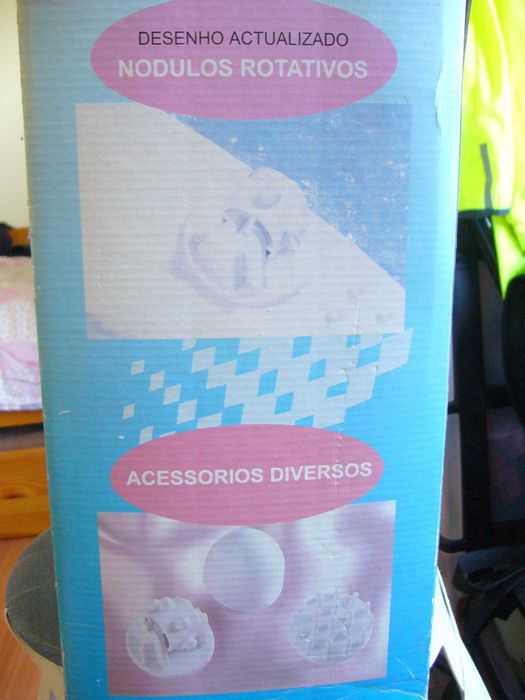 DESENHO ACTUALIZADO
NODULOS ROTATIVOS
ACESSORIOS DIVERSOS